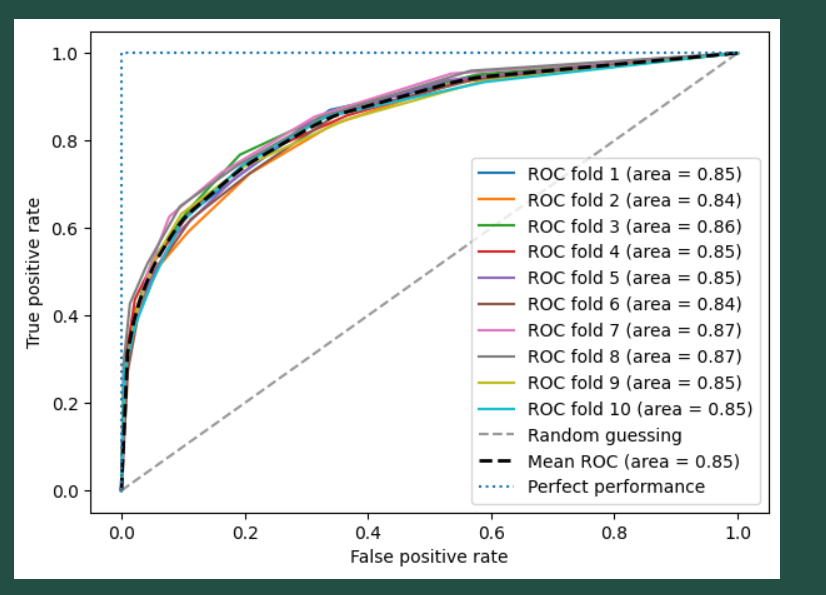 1.0
0.8
0.6
0.4
0.2
0.0
True positive rate
ROC fold 1 (area = 0.85)
ROC fold 2 (area = 0.84)
ROC fold 3 (area = 0.86)
ROC fold 4 (area = 0.85)
ROC fold 5 (area = 0.85)
ROC fold 6 (area = 0.84)
ROC fold 7 (area = 0.87)
ROC fold 8 (area = 0.87)
ROC fold 9 (area = 0.85)
ROC fold 10 (area = 0.85)
Random guessing
Mean ROC (area = 0.85)
Perfect performance
0.0 0.2 0.4 0.6 0.8 1.0
False positive rate